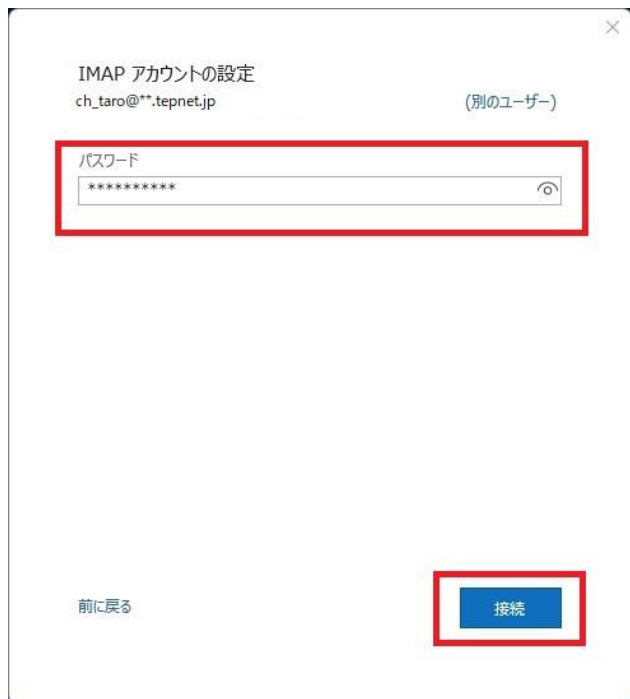 IMAP アカウントの設定
ch_taro@**.tepnet.jp (別のユーザー)
パスワード
**********
前に戻る 接続